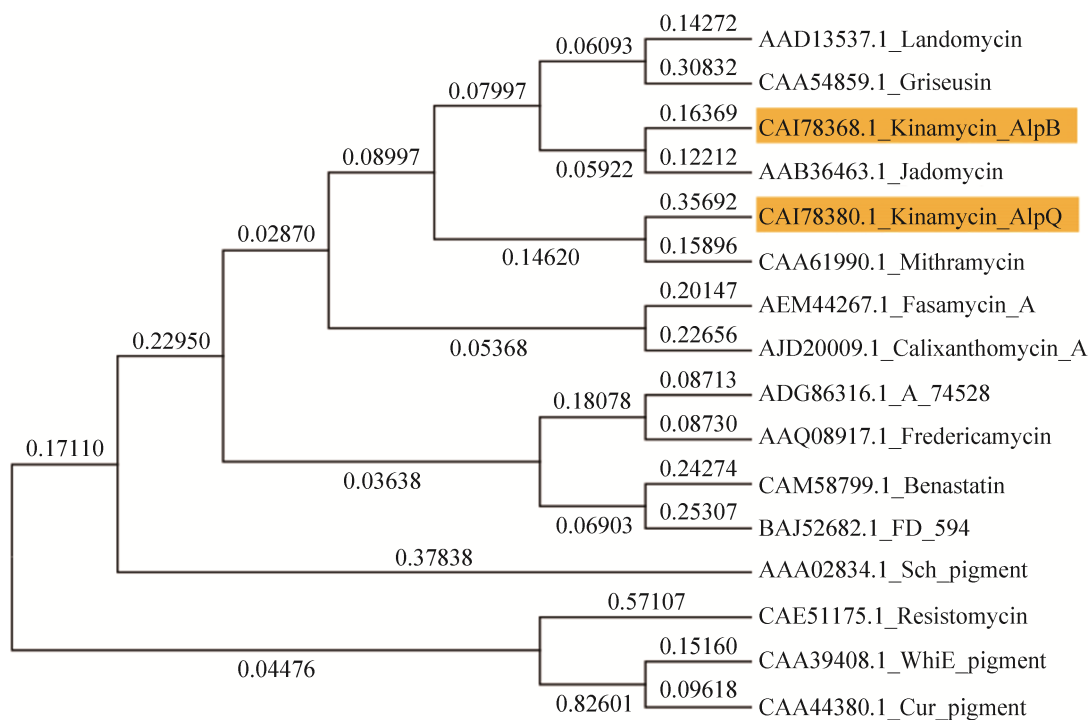 0.14272
AAD13537.1_Landomycin
0.06093
0.30832
CAA54859.1_Griseusin
0.07997
0.16369
CAI78368.1_Kinamycin_AlpB
0.08997
0.05922
0.12212
AAB36463.1_Jadomycin
0.35692
CAI78380.1_Kinamycin_AlpQ
0.02870
0.14620
0.15896
CAA61990.1_Mithramycin
0.20147
AEM44267.1_Fasamycin_A
0.22950
0.05368
0.22656
AJD20009.1_Calixanthomycin_A
0.08713
ADG86316.1_A_74528
0.18078
0.08730
AAQ08917.1_Fredericamycin
0.17110
0.03638
0.24274
CAM58799.1_Benastatin
0.06903
0.25307
BAJ52682.1_FD_594
0.37838
AAA02834.1_Sch_pigment
0.57107
CAE51175.1_Resistomycin
0.04476
0.15160
CAA39408.1_WhiE_pigment
0.82601
0.09618
CAA44380.1_Cur_pigment